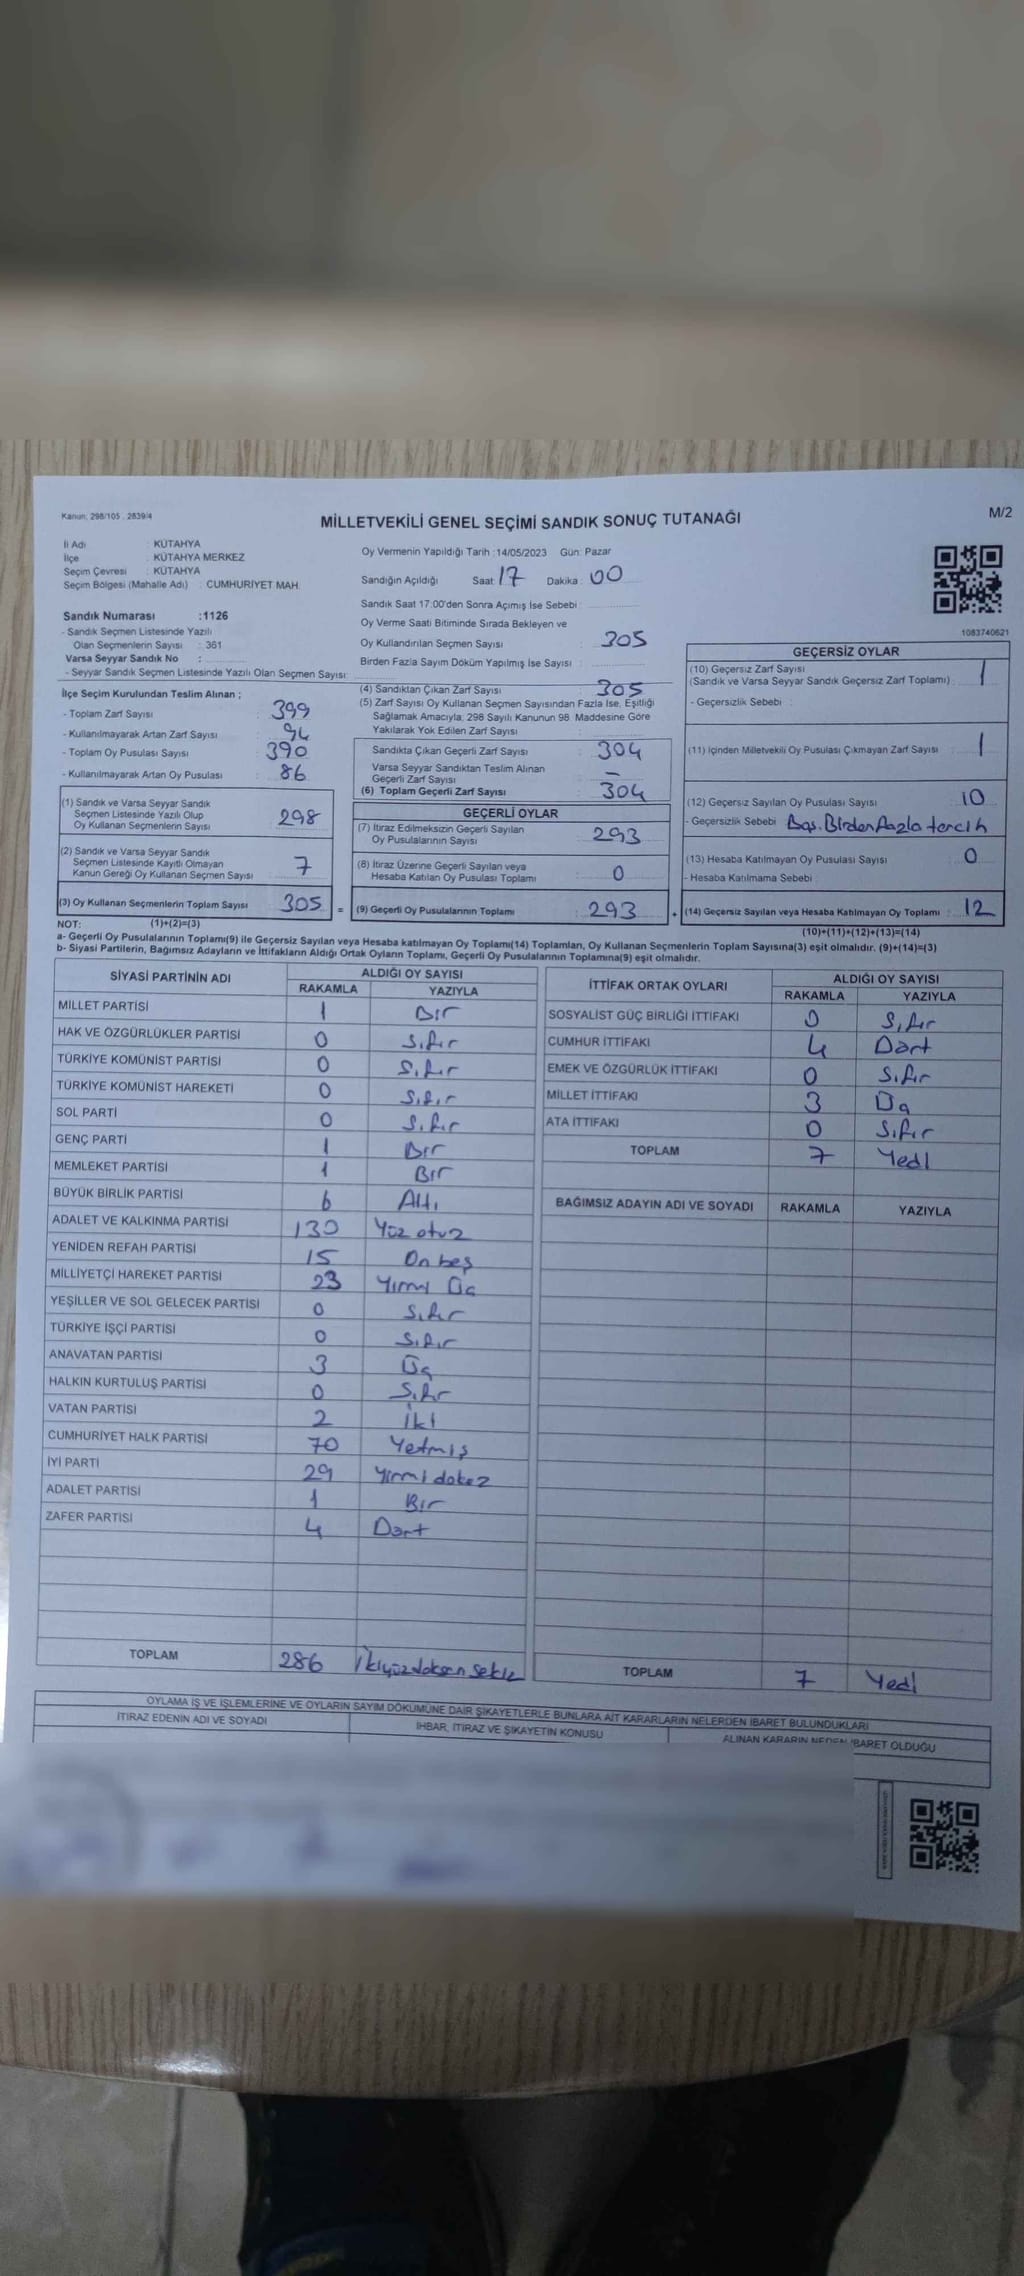 Kanun: 298/105 , 2839/4
MİLLETVEKİLİ GENEL SEÇİMİ SANDIK SONUÇ TUTANAĞI
M/2
İl Adı : KÜTAHYA
İlçe : KÜTAHYA MERKEZ
Seçim Çevresi : KÜTAHYA
Seçim Bölgesi (Mahalle Adı) : CUMHURİYET MAH.
Sandık Numarası :1126
- Sandık Seçmen Listesinde Yazılı
Olan Seçmenlerin Sayısı : 361
Varsa Seyyar Sandık No :
- Seyyar Sandık Seçmen Listesinde Yazılı Olan Seçmen Sayısı:
Oy Vermenin Yapıldığı Tarih :14/05/2023 Gün: Pazar
Sandığın Açıldığı Saat 17 Dakika : 00
Sandık Saat 17:00'den Sonra Açımış İse Sebebi :
Oy Verme Saati Bitiminde Sırada Bekleyen ve
Oy Kullandırılan Seçmen Sayısı : 305
Birden Fazla Sayım Döküm Yapılmış İse Sayısı :
1083740621
İlçe Seçim Kurulundan Teslim Alınan ;
- Toplam Zarf Sayısı : 399
- Kullanılmayarak Artan Zarf Sayısı : 94
- Toplam Oy Pusulası Sayısı : 390
- Kullanılmayarak Artan Oy Pusulası : 86
(4) Sandıktan Çıkan Zarf Sayısı : 305
(5) Zarf Sayısı Oy Kullanan Seçmen Sayısından Fazla İse, Eşitliği
Sağlamak Amacıyla, 298 Sayılı Kanunun 98. Maddesine Göre
Yakılarak Yok Edilen Zarf Sayısı :
Sandıkta Çıkan Geçerli Zarf Sayısı : 304
Varsa Seyyar Sandıktan Teslim Alınan
Geçerli Zarf Sayısı : –
(6) Toplam Geçerli Zarf Sayısı : 304
GEÇERSİZ OYLAR
(10) Geçersiz Zarf Sayısı
(Sandık ve Varsa Seyyar Sandık Geçersiz Zarf Toplamı) : 1
- Geçersizlik Sebebi :
(11) İçinden Milletvekili Oy Pusulası Çıkmayan Zarf Sayısı : 1
(12) Geçersiz Sayılan Oy Pusulası Sayısı : 10
- Geçersizlik Sebebi : Baş. Birden fazla tercih
(13) Hesaba Katılmayan Oy Pusulası Sayısı : 0
- Hesaba Katılmama Sebebi :
(14) Geçersiz Sayılan veya Hesaba Katılmayan Oy Toplamı : 12
(10)+(11)+(12)+(13)=(14)
(1) Sandık ve Varsa Seyyar Sandık
Seçmen Listesinde Yazılı Olup
Oy Kullanan Seçmenlerin Sayısı : 298
(2) Sandık ve Varsa Seyyar Sandık
Seçmen Listesinde Kayıtlı Olmayan
Kanun Gereği Oy Kullanan Seçmen Sayısı : 7
(3) Oy Kullanan Seçmenlerin Toplam Sayısı : 305 =
GEÇERLİ OYLAR
(7) İtiraz Edilmeksizin Geçerli Sayılan
Oy Pusulalarının Sayısı : 293
(8) İtiraz Üzerine Geçerli Sayılan veya
Hesaba Katılan Oy Pusulası Toplamı : 0
(9) Geçerli Oy Pusulalarının Toplamı : 293 +
NOT: (1)+(2)=(3)
a- Geçerli Oy Pusulalarının Toplamı(9) ile Geçersiz Sayılan veya Hesaba katılmayan Oy Toplamı(14) Toplamları, Oy Kullanan Seçmenlerin Toplam Sayısına(3) eşit olmalıdır. (9)+(14)=(3)
b- Siyasi Partilerin, Bağımsız Adayların ve İttifakların Aldığı Ortak Oyların Toplamı, Geçerli Oy Pusulalarının Toplamına(9) eşit olmalıdır.
SİYASİ PARTİNİN ADI ALDIĞI OY SAYISI
RAKAMLA YAZIYLA
MİLLET PARTİSİ 1 Bir
HAK VE ÖZGÜRLÜKLER PARTİSİ 0 Sıfır
TÜRKİYE KOMÜNİST PARTİSİ 0 Sıfır
TÜRKİYE KOMÜNİST HAREKETİ 0 Sıfır
SOL PARTİ 0 Sıfır
GENÇ PARTİ 1 Bir
MEMLEKET PARTİSİ 1 Bir
BÜYÜK BİRLİK PARTİSİ 6 Altı
ADALET VE KALKINMA PARTİSİ 130 Yüz otuz
YENİDEN REFAH PARTİSİ 15 On beş
MİLLİYETÇİ HAREKET PARTİSİ 23 Yirmi Üç
YEŞİLLER VE SOL GELECEK PARTİSİ 0 Sıfır
TÜRKİYE İŞÇİ PARTİSİ 0 Sıfır
ANAVATAN PARTİSİ 3 Üç
HALKIN KURTULUŞ PARTİSİ 0 Sıfır
VATAN PARTİSİ 2 İki
CUMHURİYET HALK PARTİSİ 70 Yetmiş
İYİ PARTİ 29 Yirmi dokuz
ADALET PARTİSİ 1 Bir
ZAFER PARTİSİ 4 Dört
TOPLAM 286 İkiyüzdoksan sekiz
İTTİFAK ORTAK OYLARI ALDIĞI OY SAYISI
RAKAMLA YAZIYLA
SOSYALİST GÜÇ BİRLİĞİ İTTİFAKI 0 Sıfır
CUMHUR İTTİFAKI 4 Dört
EMEK VE ÖZGÜRLÜK İTTİFAKI 0 Sıfır
MİLLET İTTİFAKI 3 Üç
ATA İTTİFAKI 0 Sıfır
TOPLAM 7 Yedi
BAĞIMSIZ ADAYIN ADI VE SOYADI RAKAMLA YAZIYLA
TOPLAM 7 Yedi
OYLAMA İŞ VE İŞLEMLERİNE VE OYLARIN SAYIM DÖKÜMÜNE DAİR ŞİKAYETLERLE BUNLARA AİT KARARLARIN NELERDEN İBARET BULUNDUKLARI
İTİRAZ EDENİN ADI VE SOYADI
İHBAR, İTİRAZ VE ŞİKAYETİN KONUSU
ALINAN KARARIN NEDEN İBARET OLDUĞU